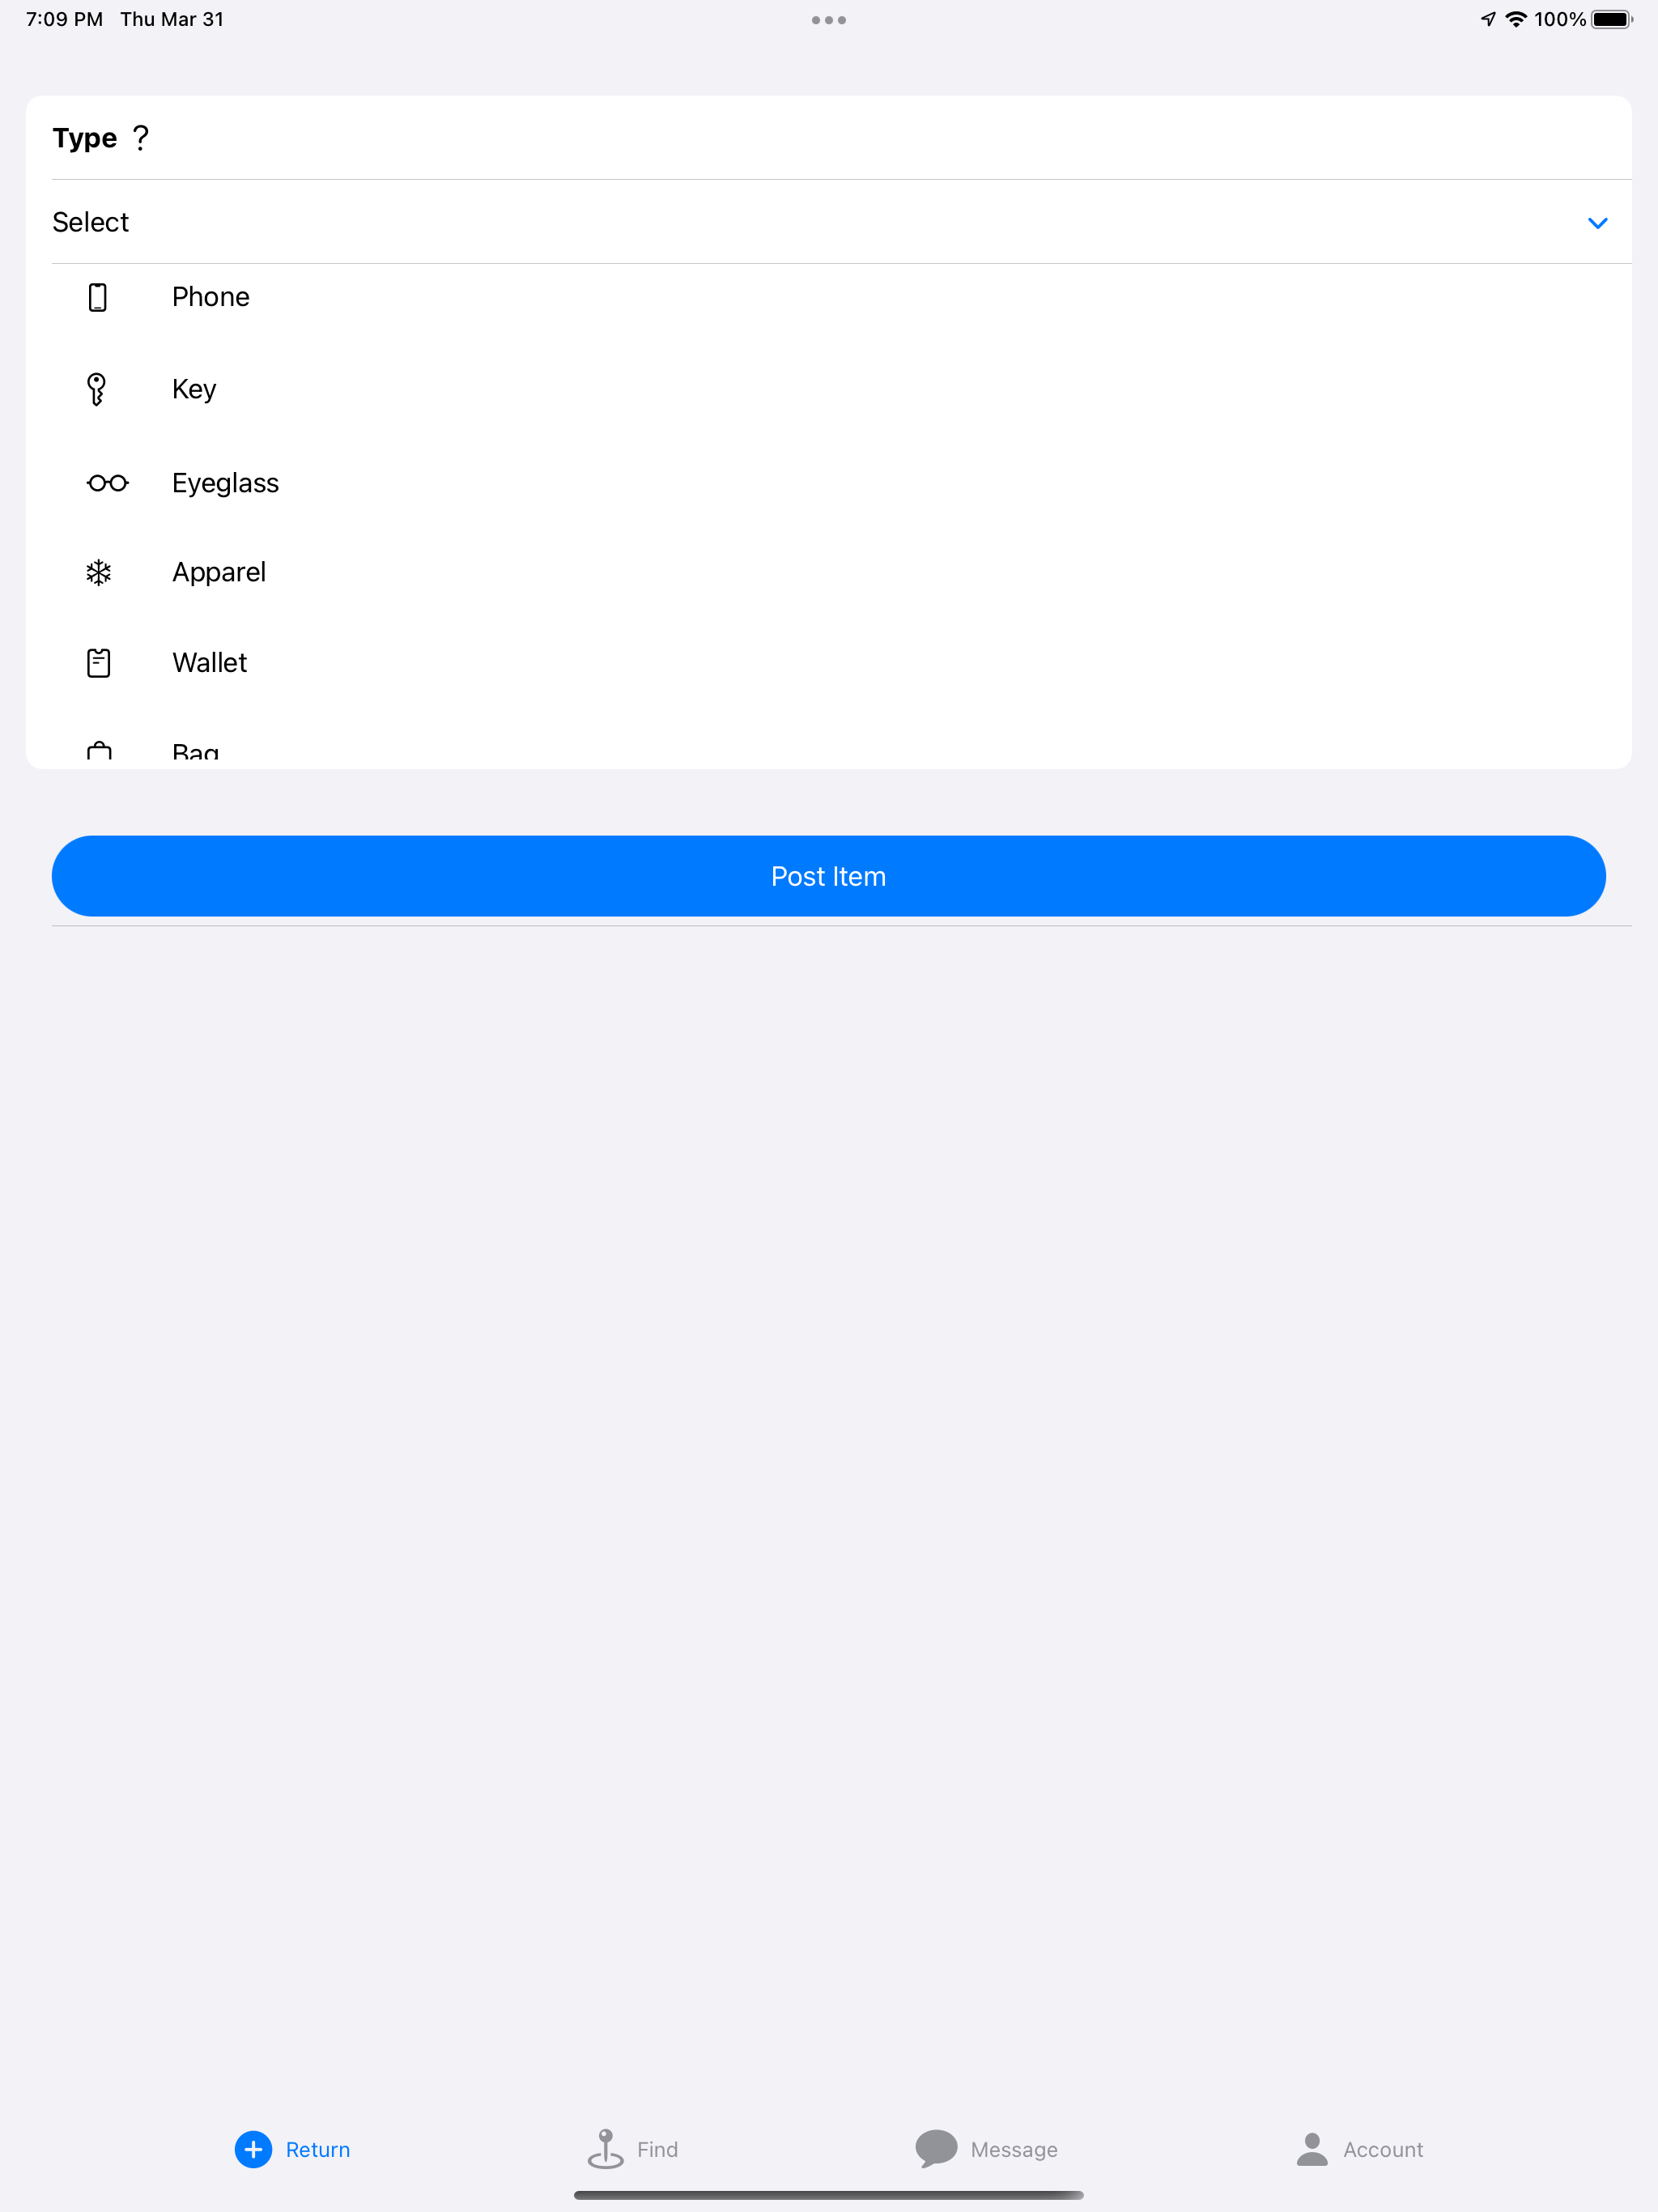 7:09 PM Thu Mar 31 100%
Type ?
Select
Phone
Key
Eyeglass
Apparel
Wallet
Bag
Post Item
Return Find Message Account